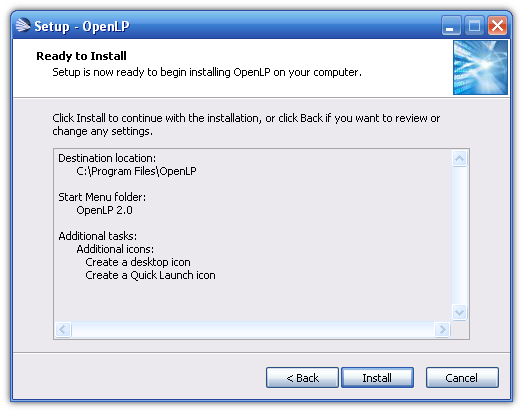 Setup - OpenLP
Ready to Install
Setup is now ready to begin installing OpenLP on your computer.
Click Install to continue with the installation, or click Back if you want to review or
change any settings.
Destination location:
C:\Program Files\OpenLP
Start Menu folder:
OpenLP 2.0
Additional tasks:
Additional icons:
Create a desktop icon
Create a Quick Launch icon
< Back
Install
Cancel